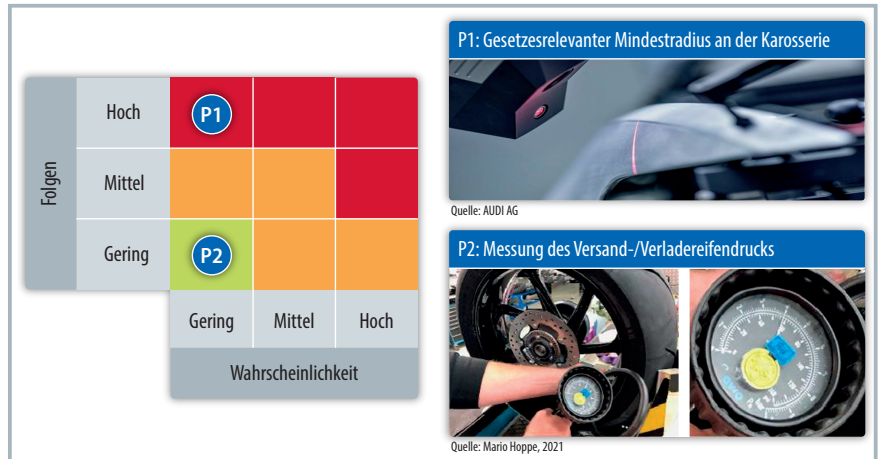 Folgen
Hoch
P1
Mittel
Gering
P2
Gering Mittel Hoch
Wahrscheinlichkeit
P1: Gesetzesrelevanter Mindestradius an der Karosserie
Quelle: AUDI AG
P2: Messung des Versand-/Verladereifendrucks
Quelle: Mario Hoppe, 2021